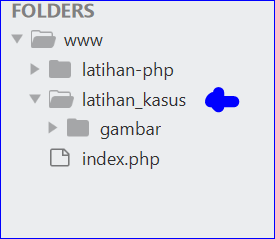 FOLDERS
www
latihan-php
latihan_kasus
gambar
index.php